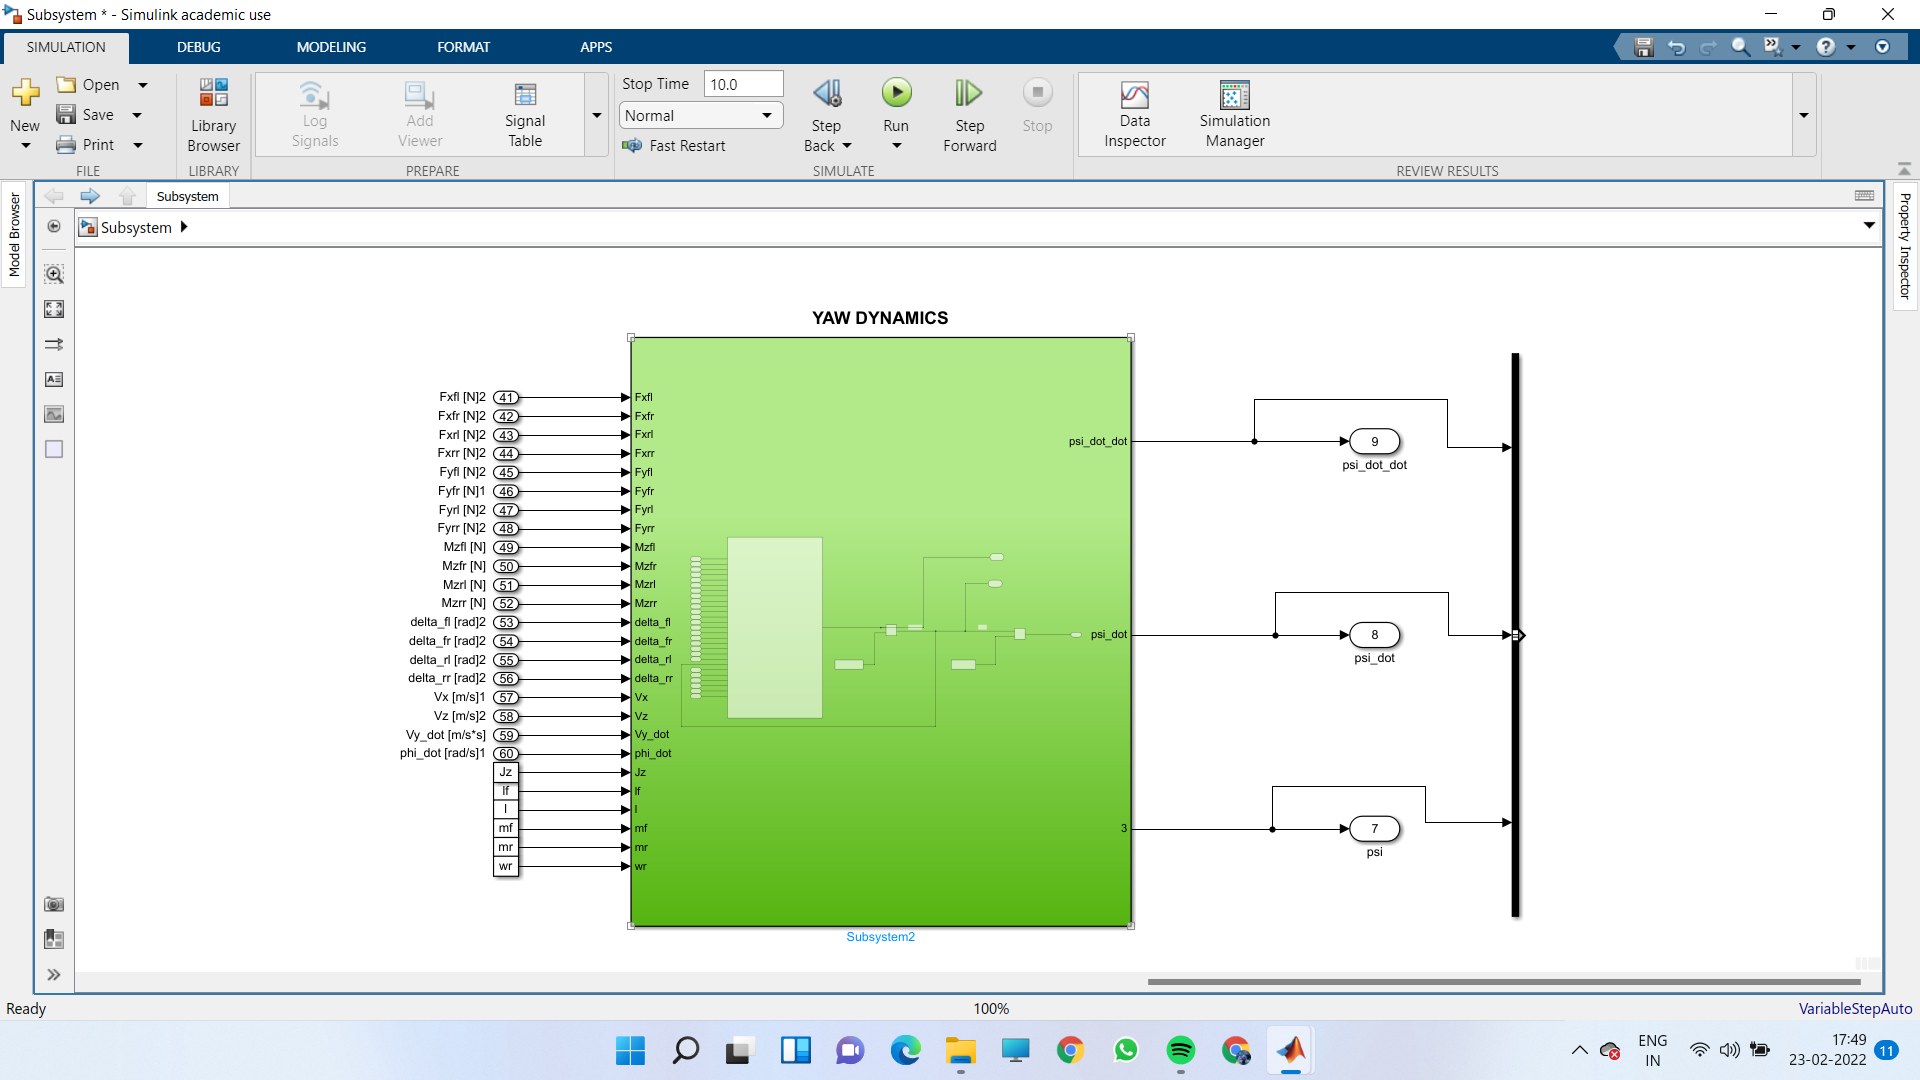 Subsystem * - Simulink academic use
SIMULATION
DEBUG
MODELING
FORMAT
APPS
New
Open
Save
Print
FILE
Library
Browser
LIBRARY
Log
Signals
Add
Viewer
Signal
Table
PREPARE
Stop Time
10.0
Normal
Fast Restart
Step
Back
Run
Step
Forward
Stop
SIMULATE
Data
Inspector
Simulation
Manager
REVIEW RESULTS
Model Browser
Subsystem
Subsystem
Property Inspector
YAW DYNAMICS
Fxfl [N]2 41 Fxfl
Fxfr [N]2 42 Fxfr
Fxrl [N]2 43 Fxrl
Fxrr [N]2 44 Fxrr
Fyfl [N]2 45 Fyfl
Fyfr [N]1 46 Fyfr
Fyrl [N]2 47 Fyrl
Fyrr [N]2 48 Fyrr
Mzfl [N] 49 Mzfl
Mzfr [N] 50 Mzfr
Mzrl [N] 51 Mzrl
Mzrr [N] 52 Mzrr
delta_fl [rad]2 53 delta_fl
delta_fr [rad]2 54 delta_fr
delta_rl [rad]2 55 delta_rl
delta_rr [rad]2 56 delta_rr
Vx [m/s]1 57 Vx
Vz [m/s]2 58 Vz
Vy_dot [m/s*s] 59 Vy_dot
phi_dot [rad/s]1 60 phi_dot
Jz Jz
lf lf
l l
mf mf
mr mr
wr wr
psi_dot_dot
9
psi_dot_dot
psi_dot
8
psi_dot
3
7
psi
Subsystem2
Ready
100%
VariableStepAuto
ENG
IN
17:49
23-02-2022
11